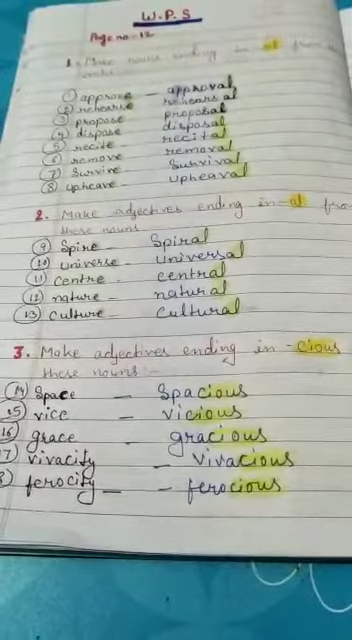 W.P.S
Page no-12
1. Make nouns ending in -al from
① approve - approval
② rehearse rehearsal
③ propose proposal
④ dispose disposal
⑤ recite recital
⑥ remove removal
⑦ Survive Survival
⑧ upheave - upheaval
2. Make adjectives ending in -al from
these nouns
⑨ Spire - Spiral
⑩ universe - Universal
⑪ centre - central
⑫ nature - natural
⑬ culture - Cultural
3. Make adjectives ending in -cious
these nouns -
⑭ Space - Spacious
15) vice - vicious
16) grace - gracious
7) vivacity - Vivacious
8) ferocity - - ferocious